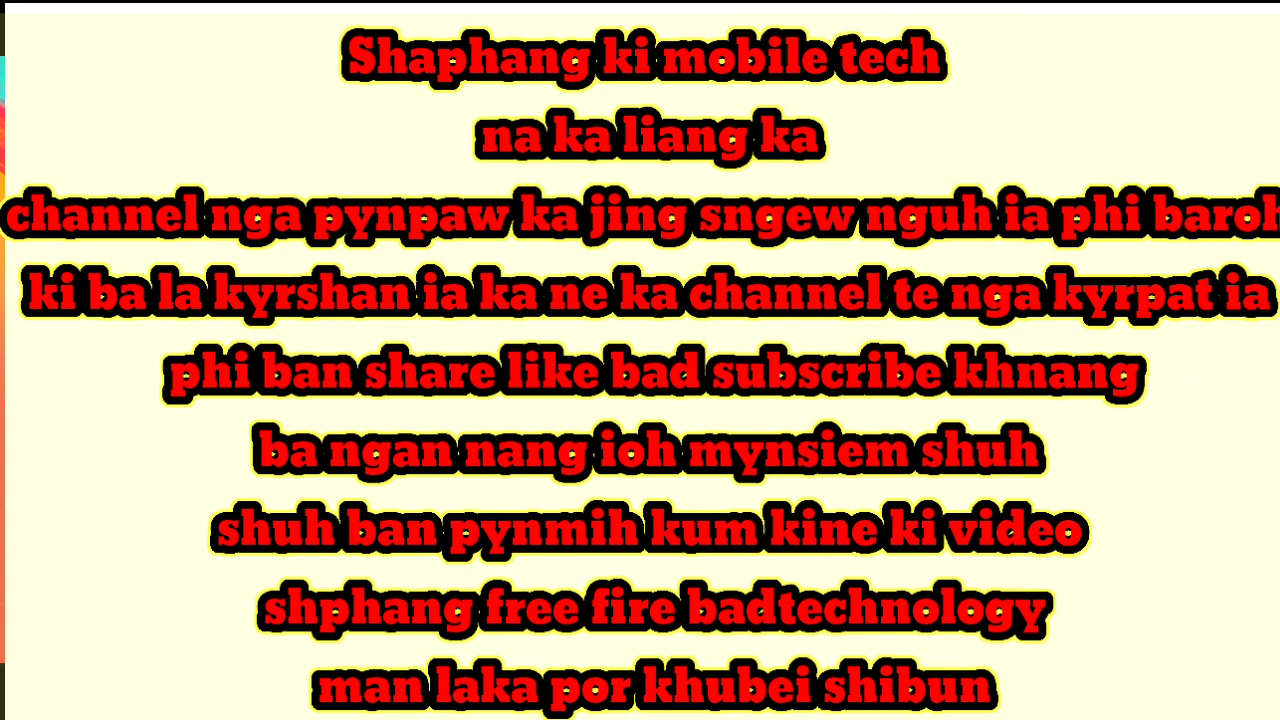 Shaphang ki mobile tech
na ka liang ka
channel nga pynpaw ka jing sngew nguh ia phi baroh
ki ba la kyrshan ia ka ne ka channel te nga kyrpat ia
phi ban share like bad subscribe khnang
ba ngan nang ioh mynsiem shuh
shuh ban pynmih kum kine ki video
shphang free fire badtechnology
man laka por khubei shibun